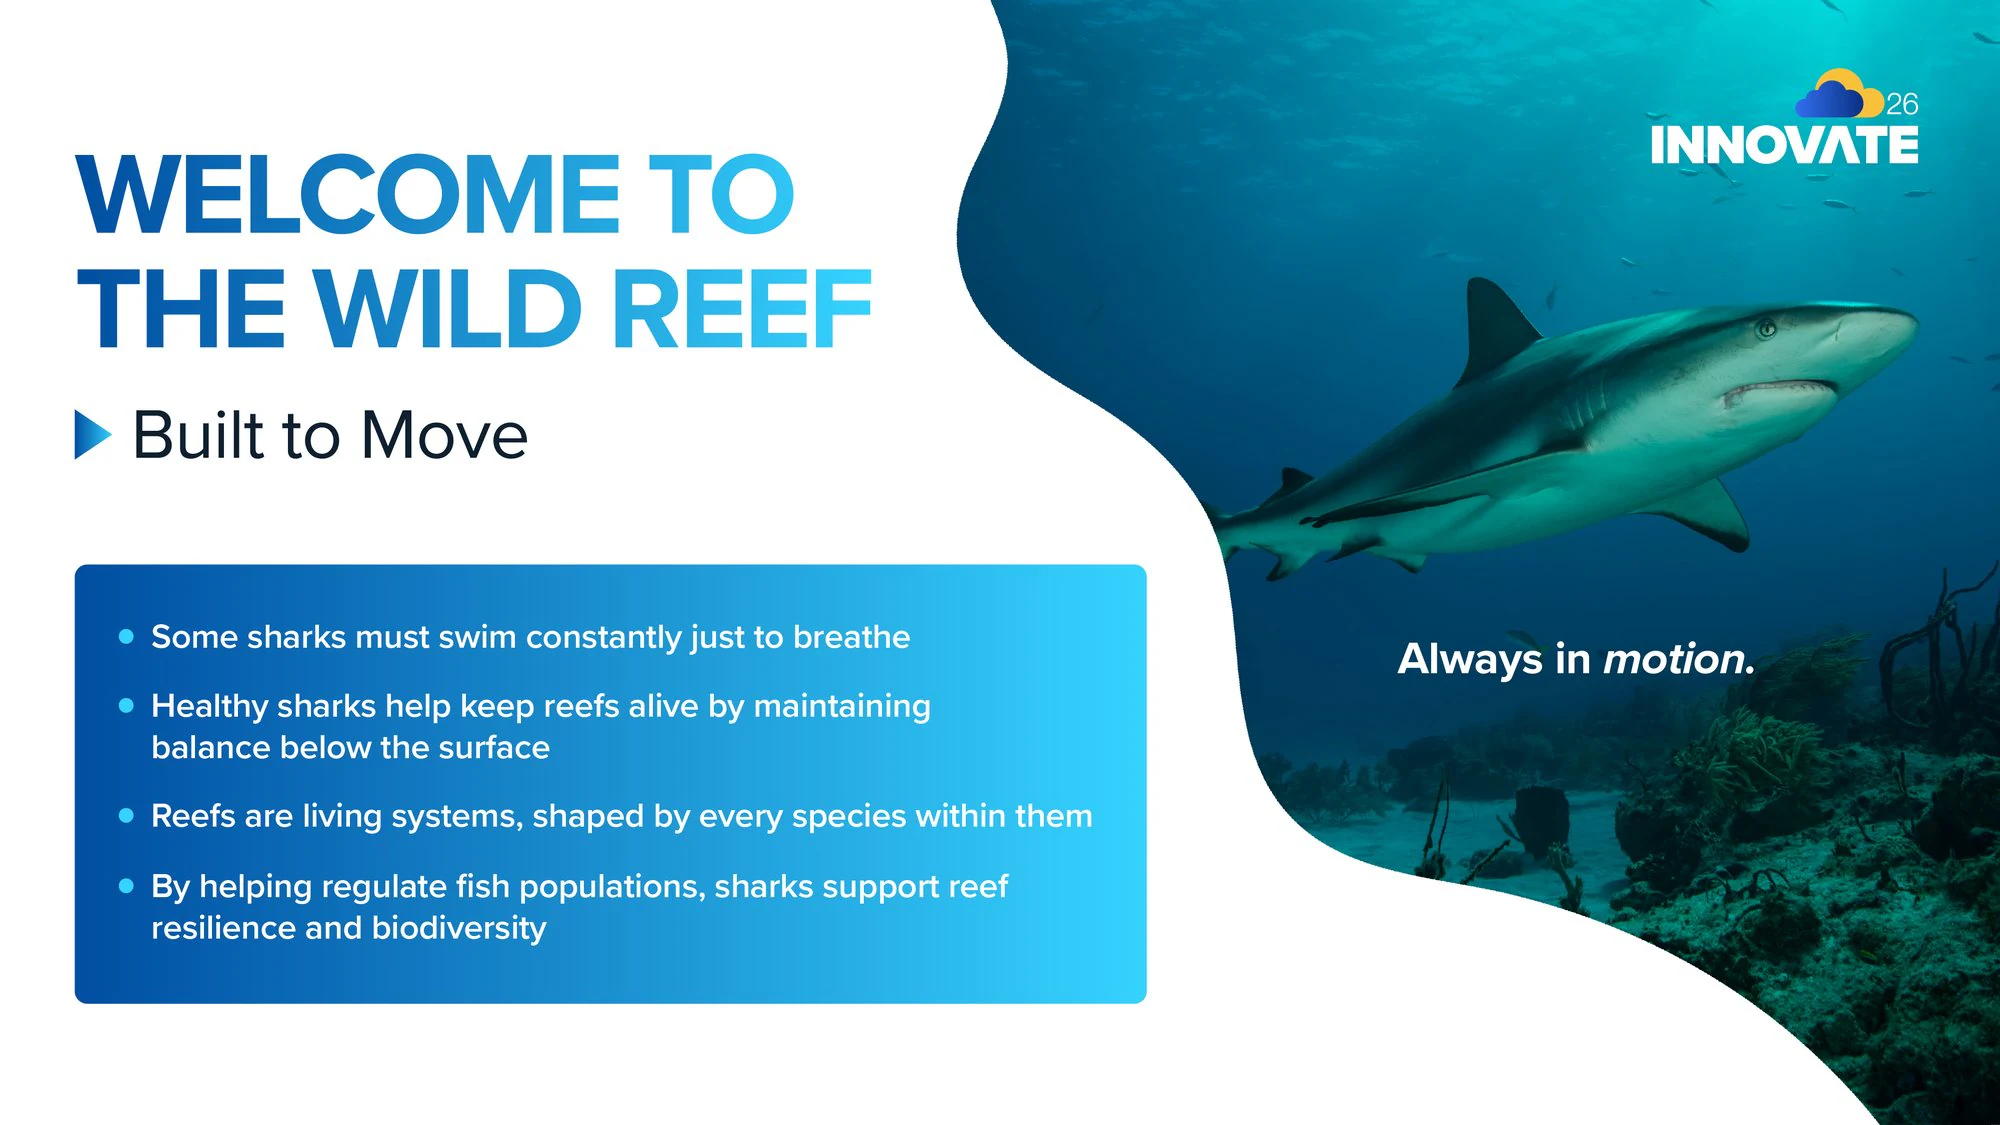 WELCOME TO
THE WILD REEF
Built to Move
Some sharks must swim constantly just to breathe
Healthy sharks help keep reefs alive by maintaining
balance below the surface
Reefs are living systems, shaped by every species within them
By helping regulate fish populations, sharks support reef
resilience and biodiversity
26
INNOVATE
Always in motion.